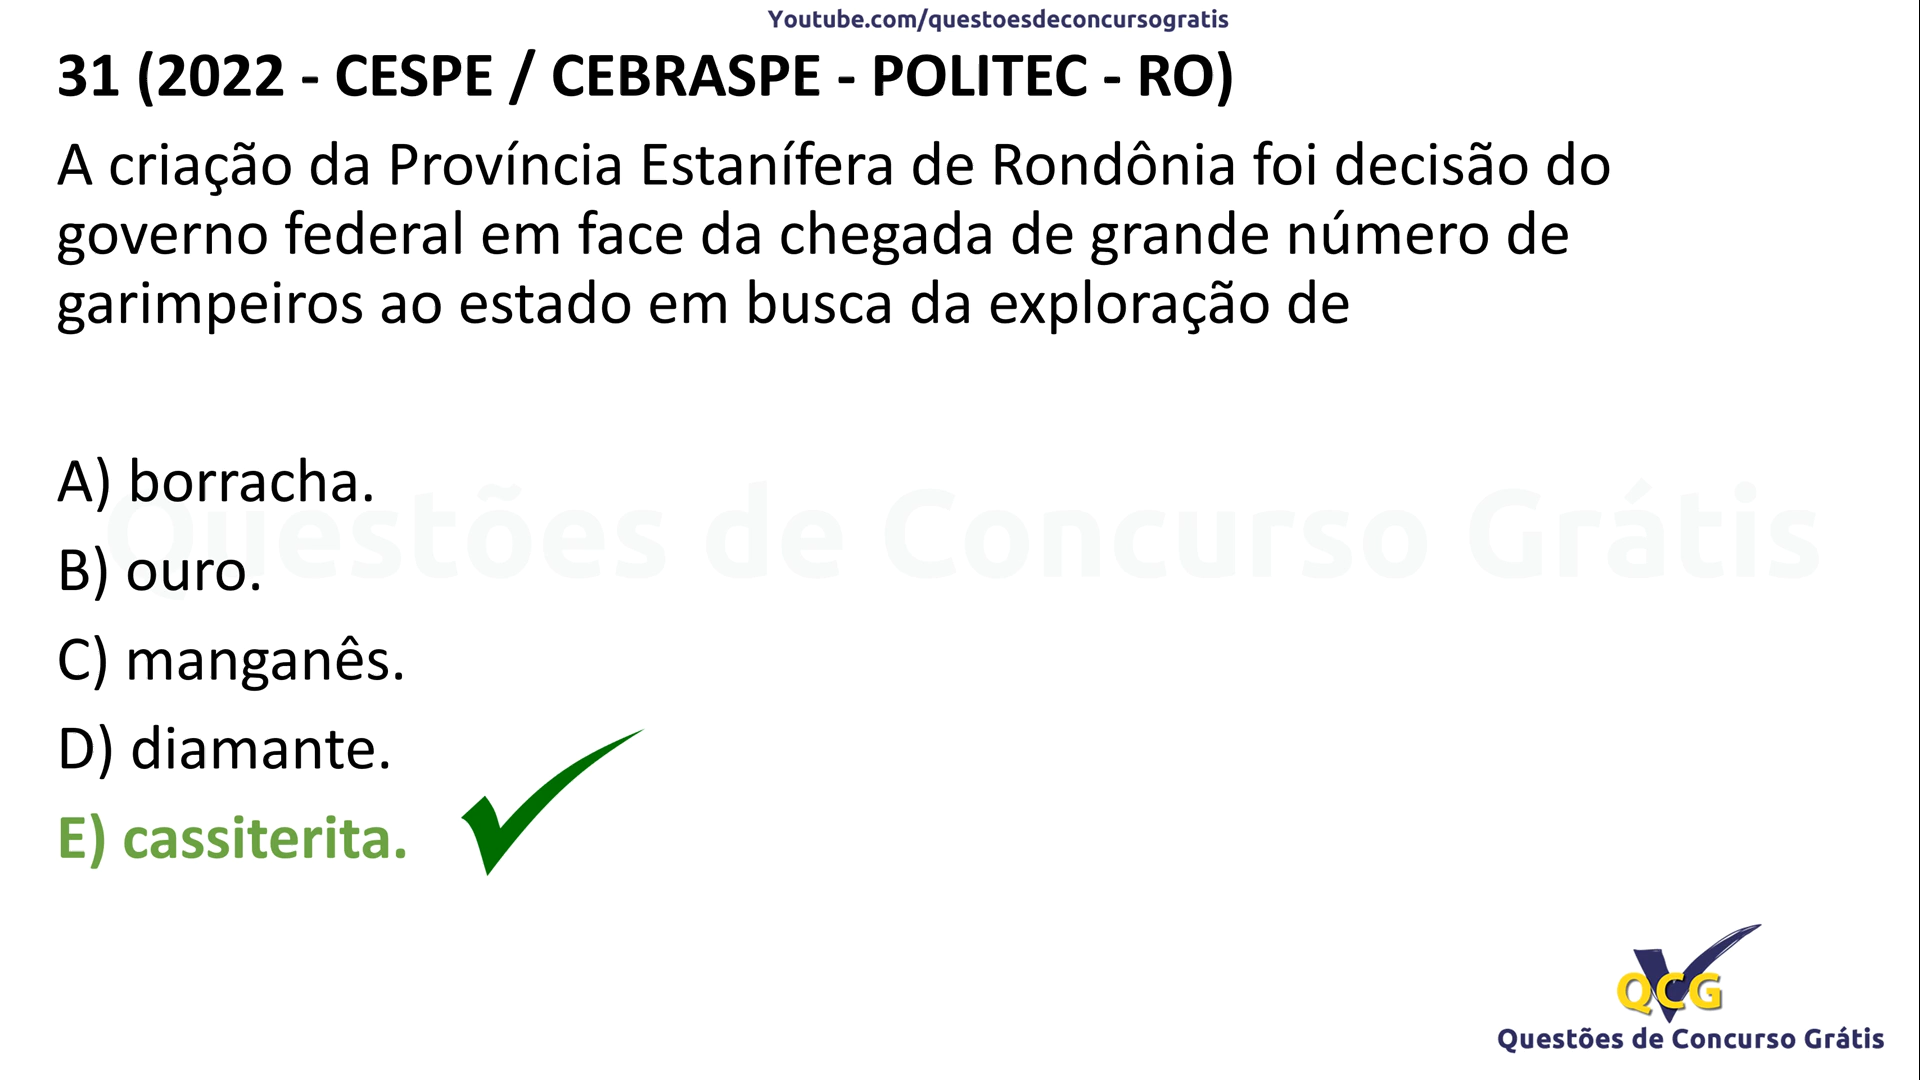 Youtube.com/questoesdeconcursogratis
31 (2022 - CESPE / CEBRASPE - POLITEC - RO)
A criação da Província Estanífera de Rondônia foi decisão do
governo federal em face da chegada de grande número de
garimpeiros ao estado em busca da exploração de
A) borracha.
Questões de Concurso Grátis
B) ouro.
C) manganês.
D) diamante.
E) cassiterita.
QCG
Questões de Concurso Grátis